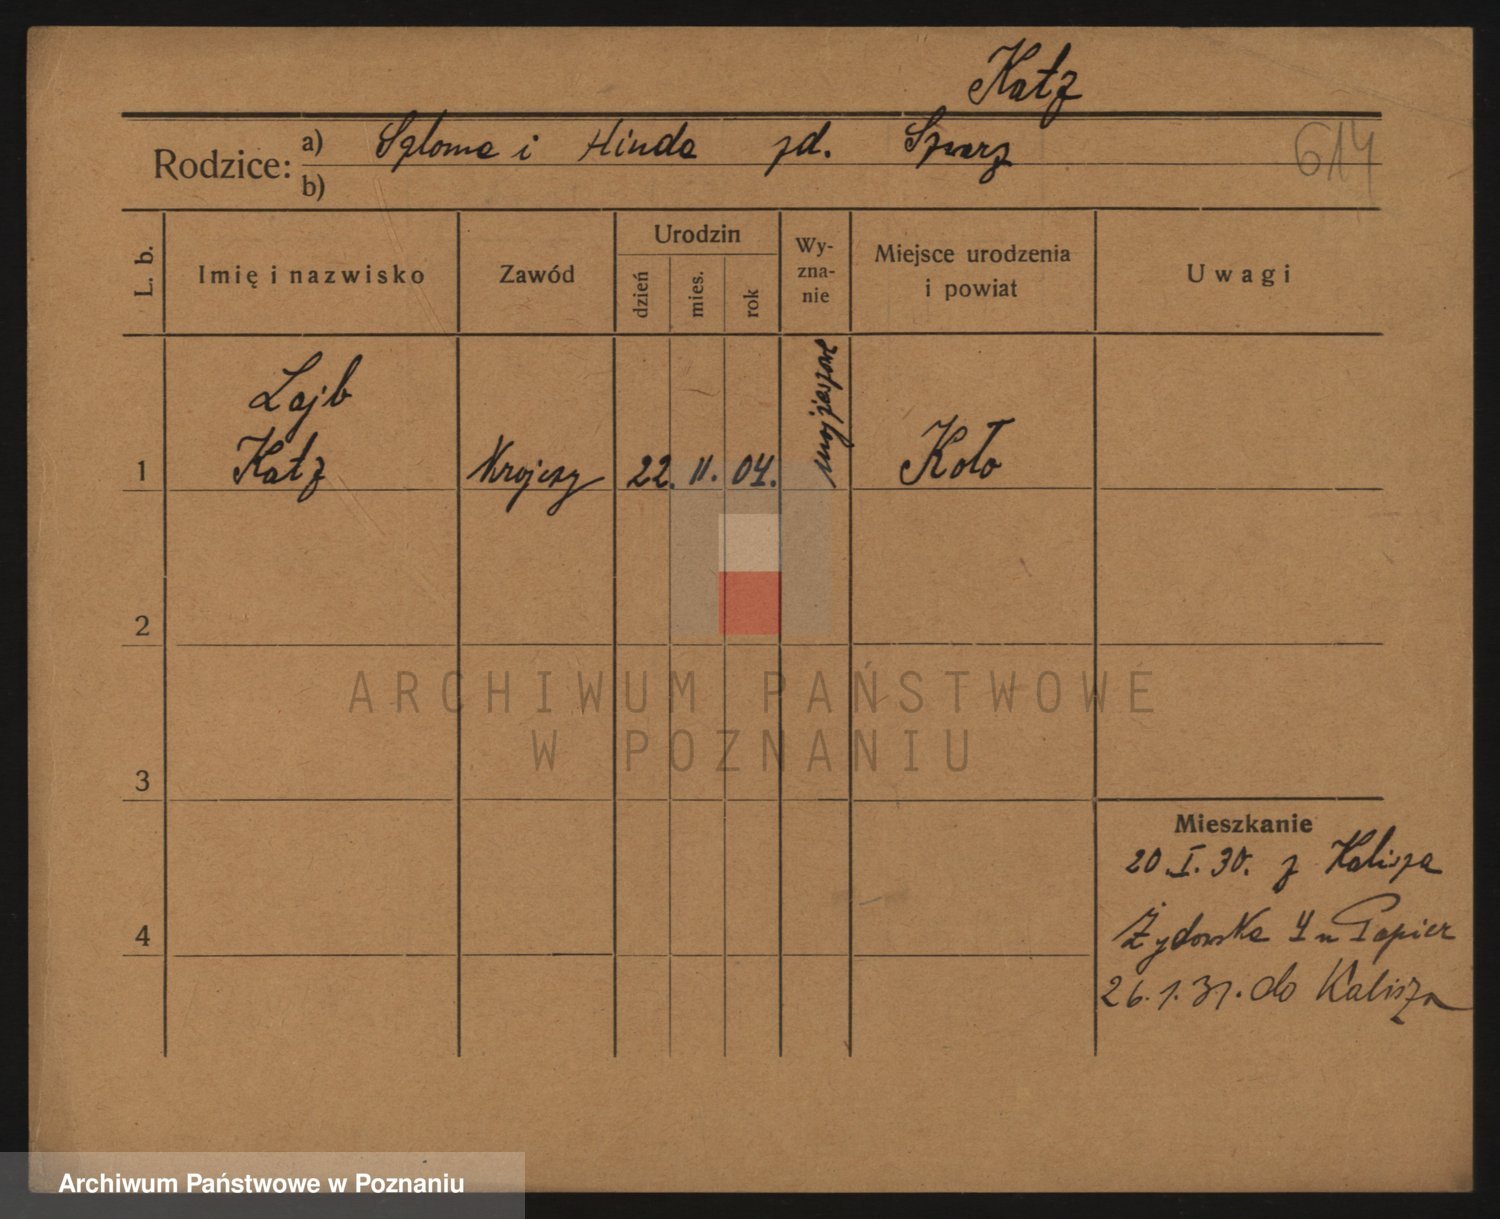 Katz
Rodzice: a) Szloma i Hinda zd. Szwarz
b)
614
L. b.
Imię i nazwisko
Zawód
Urodzin
dzień
mies.
rok
Wy-
zna-
nie
Miejsce urodzenia
i powiat
Uwagi
1
Lajb
Katz
Krojczy
22. 11. 04.
mojżeszowe
Koło
2
3
4
Mieszkanie
20.I.30. z Kalisza
Żydowska 4 u Papier
26.1.31. do Kalisza
ARCHIWUM PAŃSTWOWE
W POZNANIU
Archiwum Państwowe w Poznaniu